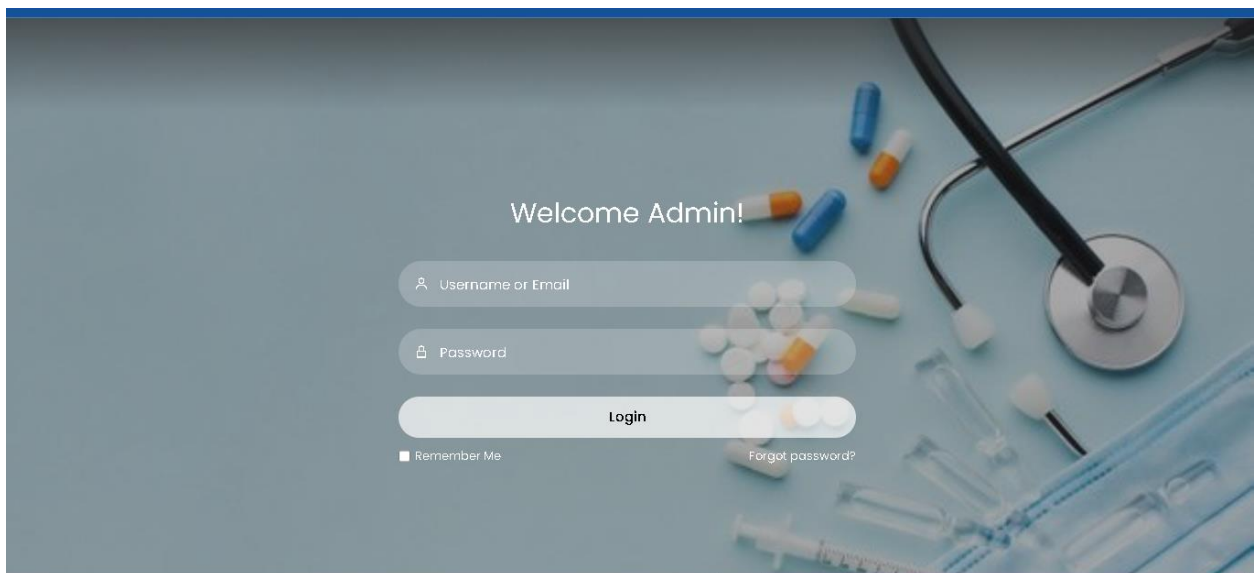 Welcome Admin!
Username or Email
Password
Login
Remember Me
Forgot password?